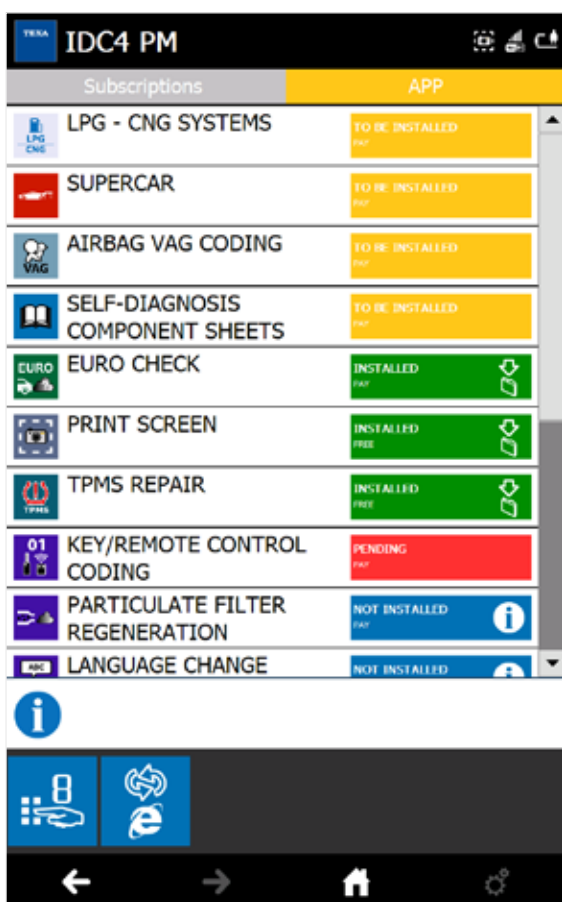 TEXA IDC4 PM
Subscriptions APP
LPG CNG LPG - CNG SYSTEMS TO BE INSTALLED
PAY
SUPERCAR TO BE INSTALLED
PAY
VAG AIRBAG VAG CODING TO BE INSTALLED
PAY
SELF-DIAGNOSIS
COMPONENT SHEETS TO BE INSTALLED
PAY
EURO EURO CHECK INSTALLED
PAY
PRINT SCREEN INSTALLED
FREE
TPMS TPMS REPAIR INSTALLED
FREE
01 KEY/REMOTE CONTROL
CODING PENDING
PAY
PARTICULATE FILTER
REGENERATION NOT INSTALLED
PAY
ABC LANGUAGE CHANGE NOT INSTALLED